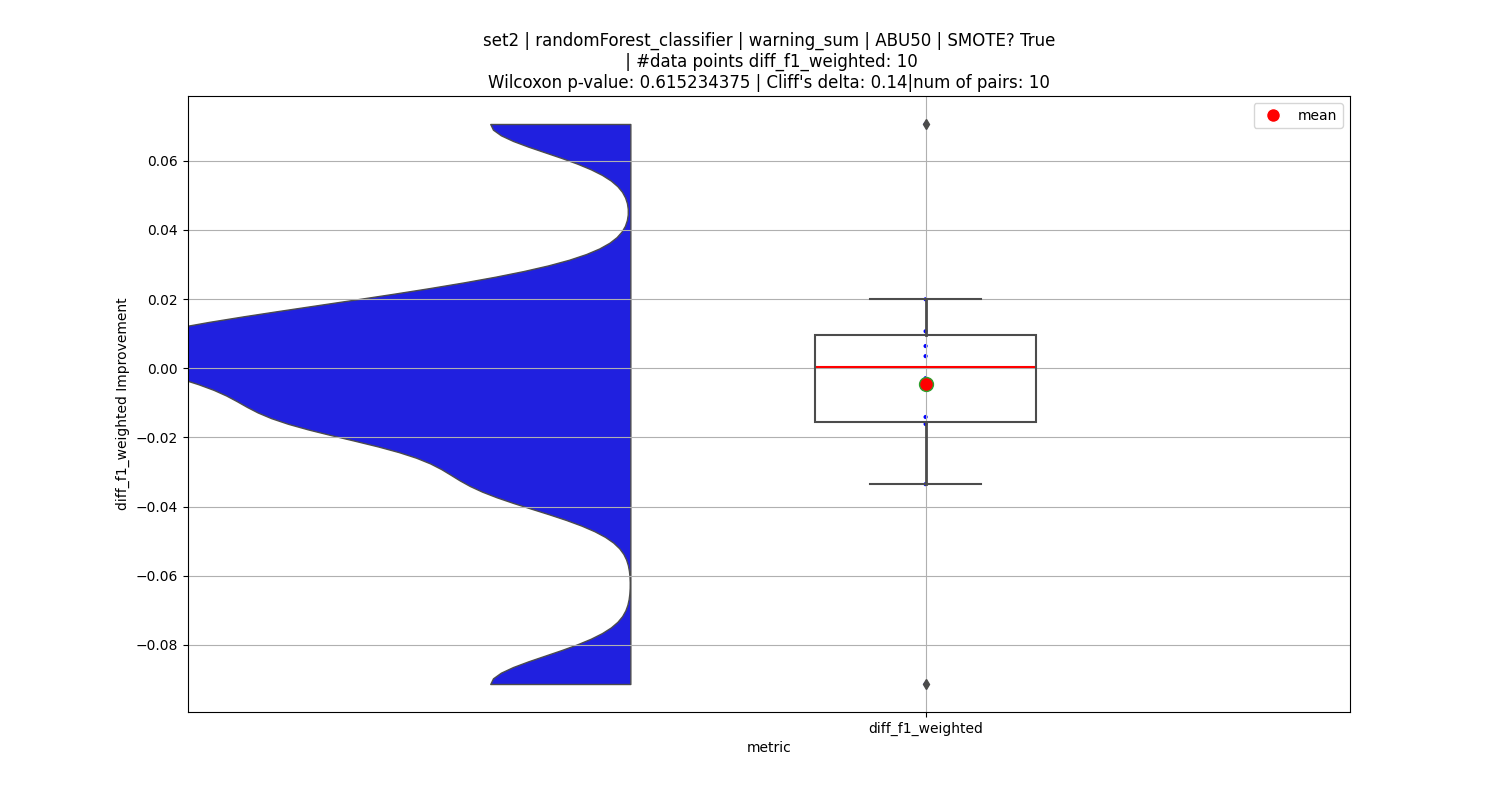 set2 | randomForest_classifier | warning_sum | ABU50 | SMOTE? True
| #data points diff_f1_weighted: 10
Wilcoxon p-value: 0.615234375 | Cliff's delta: 0.14|num of pairs: 10
mean
0.06
0.04
0.02
0.00
−0.02
−0.04
−0.06
−0.08
diff_f1_weighted Improvement
diff_f1_weighted
metric